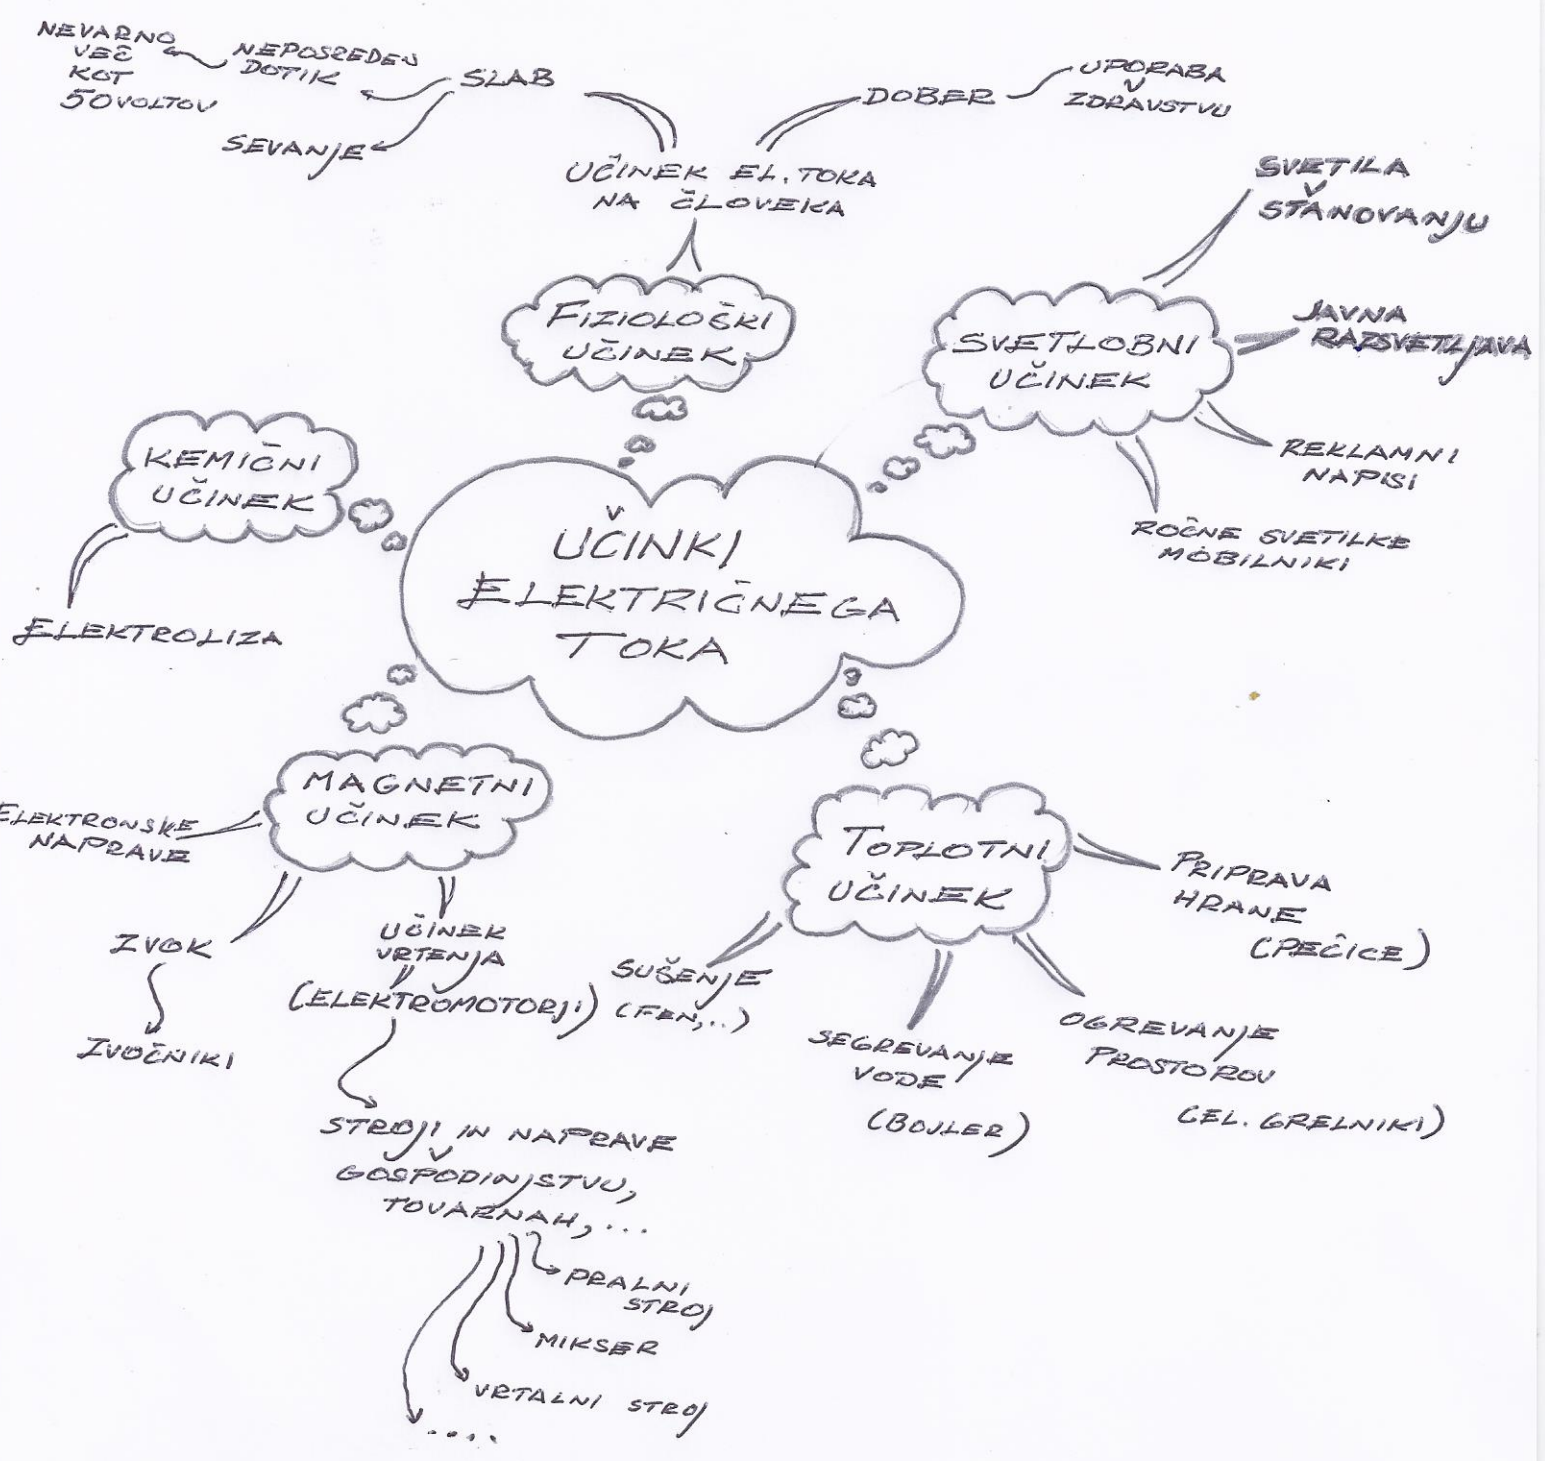 NEVARNO
VEČ
KOT
50VOLTOV
NEPOSREDEN
DOTIK
SLAB
SEVANJE
DOBER
UPORABA
V
ZDRAVSTVU
UČINEK EL. TOKA
NA ČLOVEKA
FIZIOLOŠKI
UČINEK
SVETILA
V
STANOVANJU
SVETLOBNI
UČINEK
JAVNA
RAZSVETLJAVA
REKLAMNI
NAPISI
ROČNE SVETILKE
MOBILNIKI
KEMIČNI
UČINEK
ELEKTROLIZA
UČINKI
ELEKTRIČNEGA
TOKA
MAGNETNI
UČINEK
ELEKTRONSKE
NAPRAVE
ZVOK
ZVOČNIKI
UČINEK
VRTENJA
(ELEKTROMOTORJI)
STROJI IN NAPRAVE
V
GOSPODINJSTVU,
TOVARNAH,...
PRALNI
STROJ
MIKSER
VRTALNI STROJ
....
TOPLOTNI
UČINEK
SUŠENJE
(FEN,..)
SEGREVANJE
VODE
(BOJLER)
OGREVANJE
PROSTOROV
(EL. GRELNIKI)
PRIPRAVA
HRANE
(PEČICE)